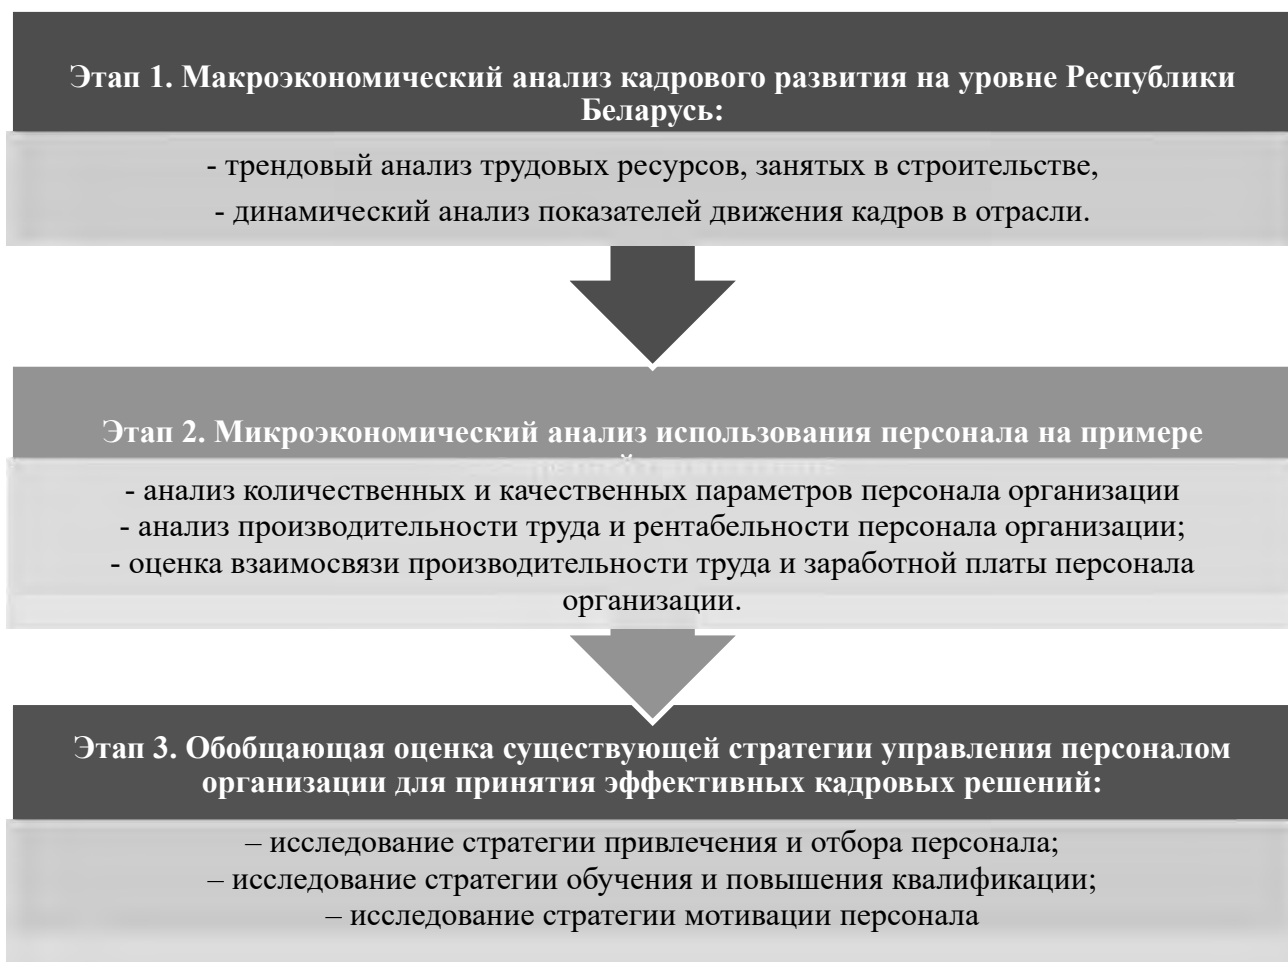 Этап 1. Макроэкономический анализ кадрового развития на уровне Республики
Беларусь:
- трендовый анализ трудовых ресурсов, занятых в строительстве,
- динамический анализ показателей движения кадров в отрасли.
Этап 2. Микроэкономический анализ использования персонала на примере
- анализ количественных и качественных параметров персонала организации
- анализ производительности труда и рентабельности персонала организации;
- оценка взаимосвязи производительности труда и заработной платы персонала
организации.
Этап 3. Обобщающая оценка существующей стратегии управления персоналом
организации для принятия эффективных кадровых решений:
– исследование стратегии привлечения и отбора персонала;
– исследование стратегии обучения и повышения квалификации;
– исследование стратегии мотивации персонала